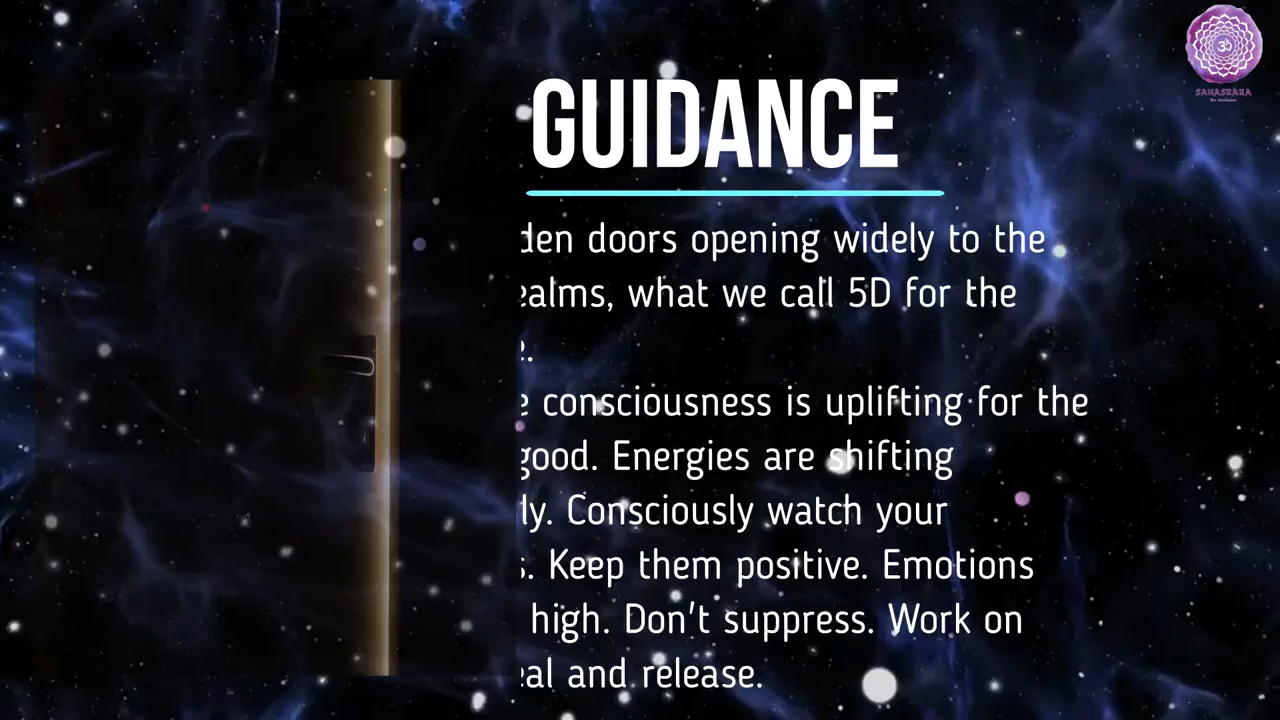 SAHASRARA
GUIDANCE
den doors opening widely to the
ealms, what we call 5D for the
e.
e consciousness is uplifting for the
good. Energies are shifting
ly. Consciously watch your
s. Keep them positive. Emotions
high. Don't suppress. Work on
eal and release.